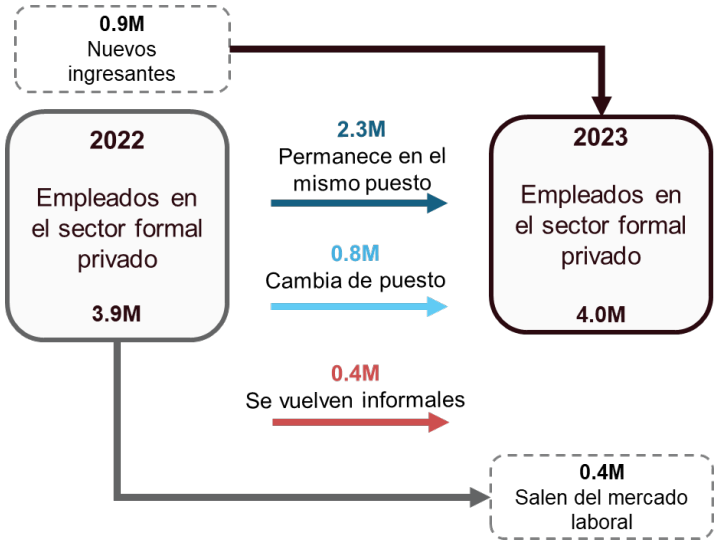 0.9M
Nuevos
ingresantes
2022
Empleados en
el sector formal
privado
3.9M
2.3M
Permanece en el
mismo puesto
0.8M
Cambia de puesto
0.4M
Se vuelven informales
2023
Empleados en
el sector formal
privado
4.0M
0.4M
Salen del mercado
laboral